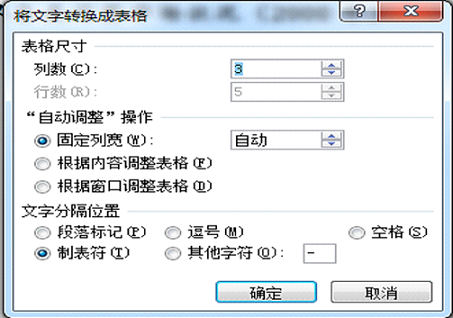 将文字转换成表格
表格尺寸
列数(C): 3
行数(R): 5
“自动调整”操作
固定列宽(W): 自动
根据内容调整表格(F)
根据窗口调整表格(D)
文字分隔位置
段落标记(P) 逗号(M) 空格(S)
制表符(T) 其他字符(O): -
确定 取消